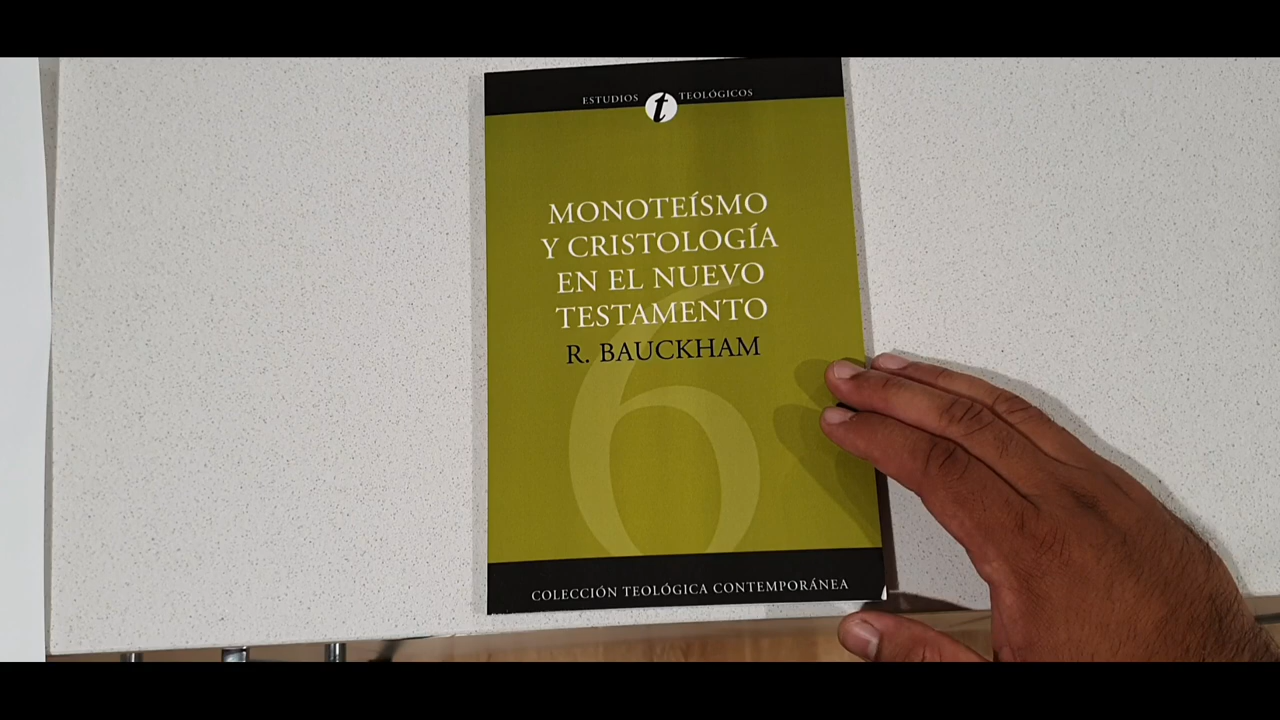 ESTUDIOS t TEOLÓGICOS
MONOTEÍSMO
Y CRISTOLOGÍA
EN EL NUEVO
TESTAMENTO
R. BAUCKHAM
6
COLECCIÓN TEOLÓGICA CONTEMPORÁNEA